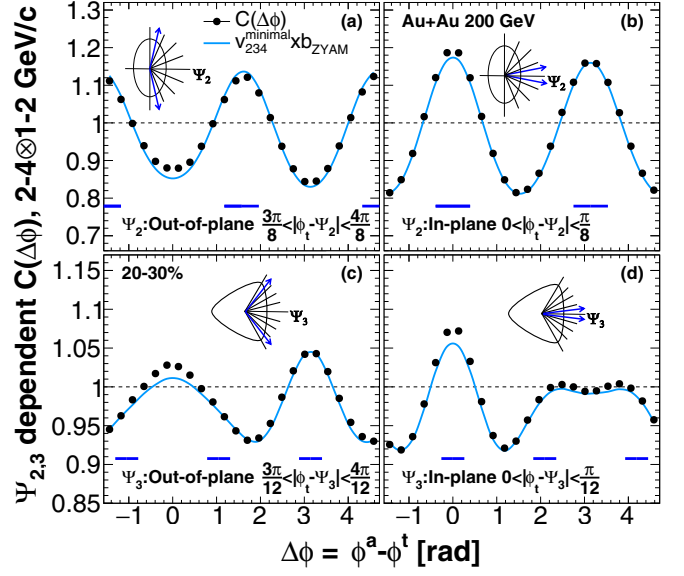 Ψ2,3 dependent C(Δϕ), 2-4⊗1-2 GeV/c
C(Δϕ)
v234^minimal xbZYAM
(a)
Ψ2
1.3
1.2
1.1
1
0.9
0.8
0.7
Ψ2:Out-of-plane 3π/8<|ϕt-Ψ2|<4π/8
Au+Au 200 GeV
(b)
Ψ2
Ψ2:In-plane 0<|ϕt-Ψ2|<π/8
20-30%
(c)
Ψ3
1.15
1.10
1.05
1
0.95
0.9
0.85
Ψ3:Out-of-plane 3π/12<|ϕt-Ψ3|<4π/12
(d)
Ψ3
Ψ3:In-plane 0<|ϕt-Ψ3|<π/12
−1 0 1 2 3 4
−1 0 1 2 3 4
Δϕ = ϕa-ϕt [rad]